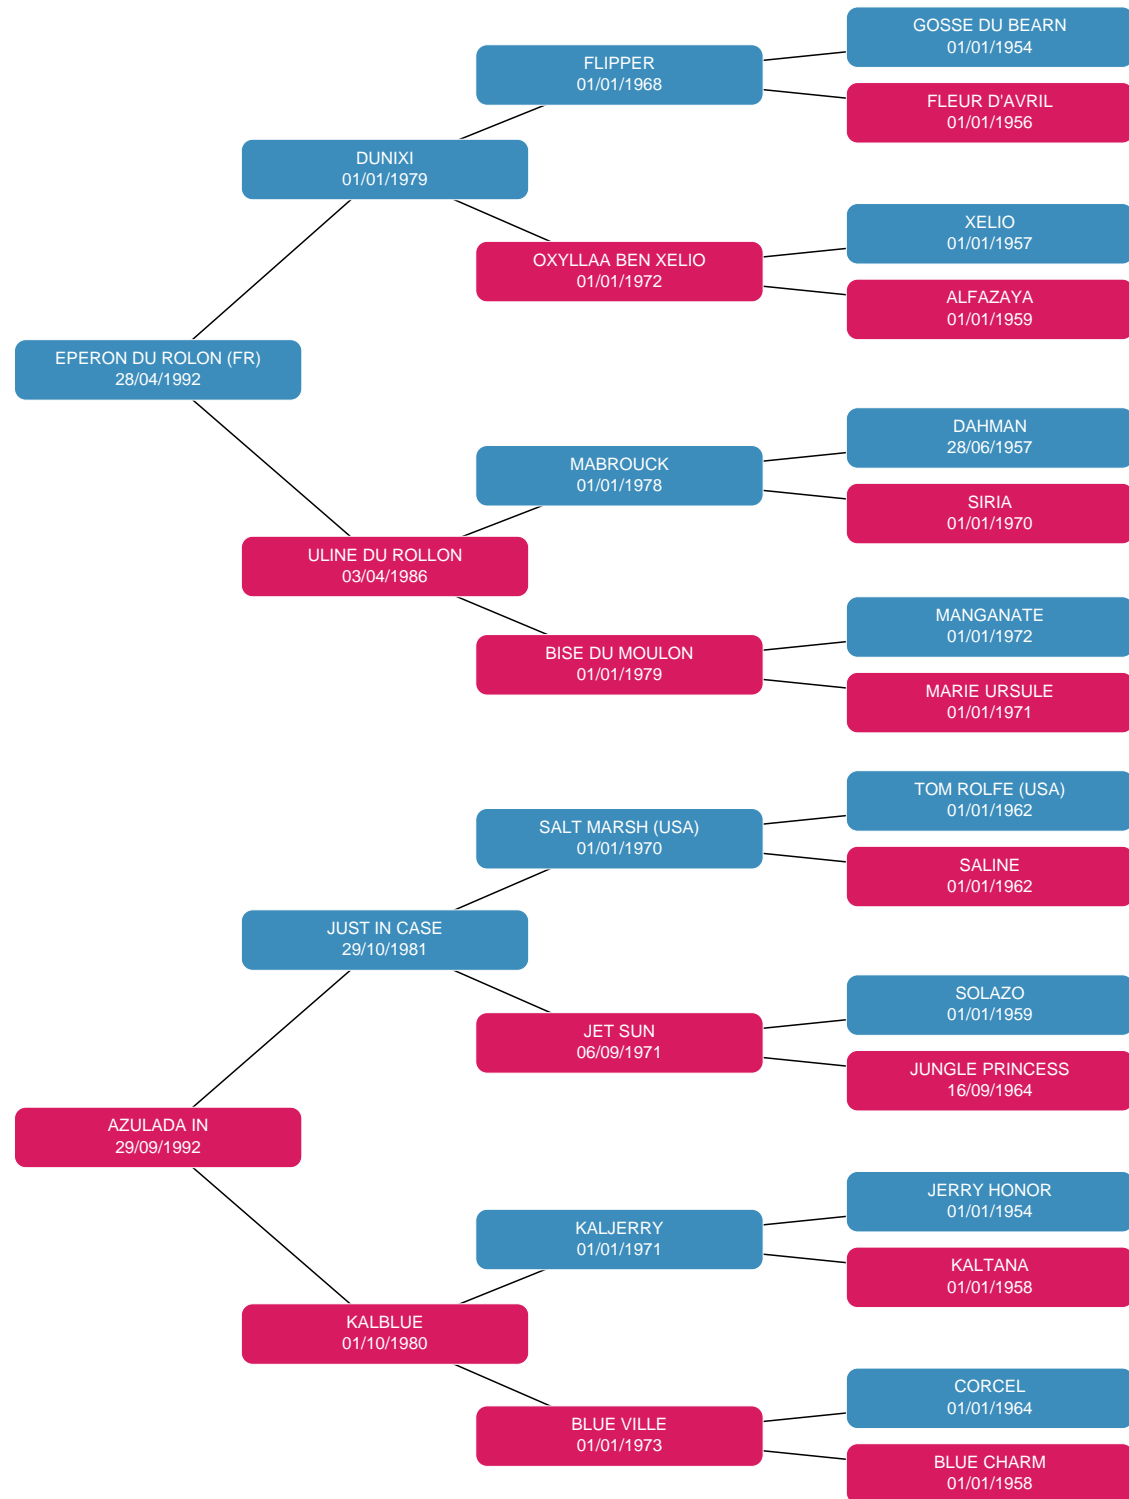 GOSSE DU BEARN
01/01/1954
FLIPPER
01/01/1968
FLEUR D'AVRIL
01/01/1956
DUNIXI
01/01/1979
XELIO
01/01/1957
OXYLLAA BEN XELIO
01/01/1972
ALFAZAYA
01/01/1959
EPERON DU ROLON (FR)
28/04/1992
DAHMAN
28/06/1957
MABROUCK
01/01/1978
SIRIA
01/01/1970
ULINE DU ROLLON
03/04/1986
MANGANATE
01/01/1972
BISE DU MOULON
01/01/1979
MARIE URSULE
01/01/1971
TOM ROLFE (USA)
01/01/1962
SALT MARSH (USA)
01/01/1970
SALINE
01/01/1962
JUST IN CASE
29/10/1981
SOLAZO
01/01/1959
JET SUN
06/09/1971
JUNGLE PRINCESS
16/09/1964
AZULADA IN
29/09/1992
JERRY HONOR
01/01/1954
KALJERRY
01/01/1971
KALTANA
01/01/1958
KALBLUE
01/10/1980
CORCEL
01/01/1964
BLUE VILLE
01/01/1973
BLUE CHARM
01/01/1958